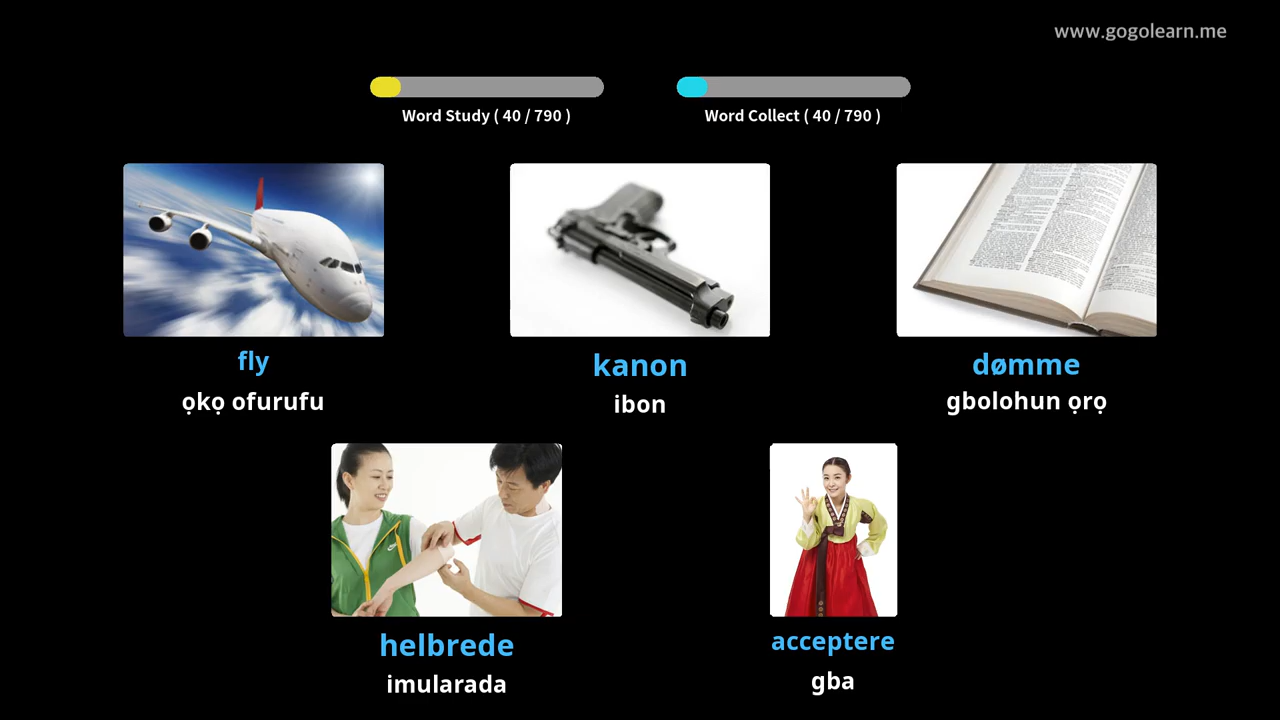 www.gogolearn.me
Word Study ( 40 / 790 )
Word Collect ( 40 / 790 )
fly
ọkọ ofurufu
kanon
ibon
dømme
gbolohun ọrọ
helbrede
imularada
acceptere
gba